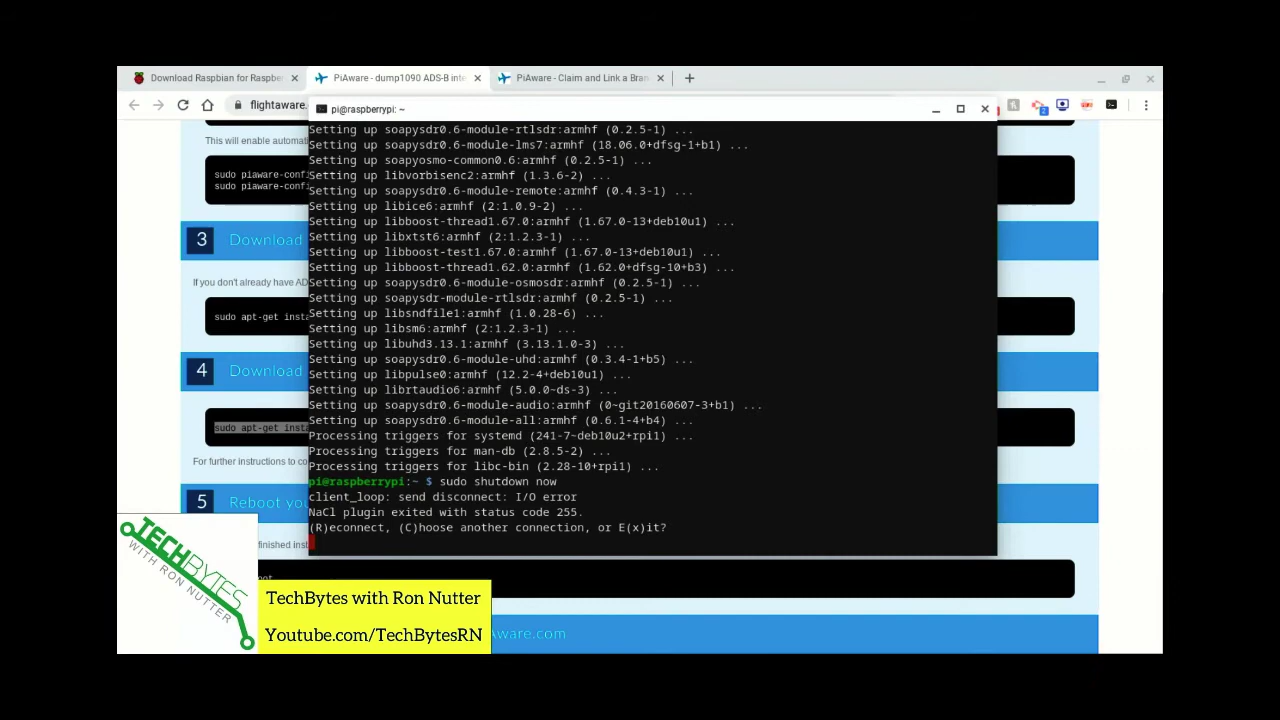 Download Raspbian for Raspbe
PiAware - dump1090 ADS-B inte
PiAware - Claim and Link a Bran
flightaware.
pi@raspberrypi: ~
This will enable automati
sudo piaware-confi
sudo piaware-confi
3 Download
If you don't already have AD
sudo apt-get insta
4 Download
sudo apt-get insta
For further instructions to co
5 Reboot you
finished inst
oot
Aware.com
Setting up soapysdr0.6-module-rtlsdr:armhf (0.2.5-1) ...
Setting up soapysdr0.6-module-lms7:armhf (18.06.0+dfsg-1+b1) ...
Setting up soapyosmo-common0.6:armhf (0.2.5-1) ...
Setting up libvorbisenc2:armhf (1.3.6-2) ...
Setting up soapysdr0.6-module-remote:armhf (0.4.3-1) ...
Setting up libice6:armhf (2:1.0.9-2) ...
Setting up libboost-thread1.67.0:armhf (1.67.0-13+deb10u1) ...
Setting up libxtst6:armhf (2:1.2.3-1) ...
Setting up libboost-test1.67.0:armhf (1.67.0-13+deb10u1) ...
Setting up libboost-thread1.62.0:armhf (1.62.0+dfsg-10+b3) ...
Setting up soapysdr0.6-module-osmosdr:armhf (0.2.5-1) ...
Setting up soapysdr-module-rtlsdr:armhf (0.2.5-1) ...
Setting up libsndfile1:armhf (1.0.28-6) ...
Setting up libsm6:armhf (2:1.2.3-1) ...
Setting up libuhd3.13.1:armhf (3.13.1.0-3) ...
Setting up soapysdr0.6-module-uhd:armhf (0.3.4-1+b5) ...
Setting up libpulse0:armhf (12.2-4+deb10u1) ...
Setting up librtaudio6:armhf (5.0.0~ds-3) ...
Setting up soapysdr0.6-module-audio:armhf (0~git20160607-3+b1) ...
Setting up soapysdr0.6-module-all:armhf (0.6.1-4+b4) ...
Processing triggers for systemd (241-7~deb10u2+rpi1) ...
Processing triggers for man-db (2.8.5-2) ...
Processing triggers for libc-bin (2.28-10+rpi1) ...
pi@raspberrypi:~ $ sudo shutdown now
client_loop: send disconnect: I/O error
NaCl plugin exited with status code 255.
(R)econnect, (C)hoose another connection, or E(x)it?
TECHBYTES
WITH RON NUTTER
TechBytes with Ron Nutter
Youtube.com/TechBytesRN